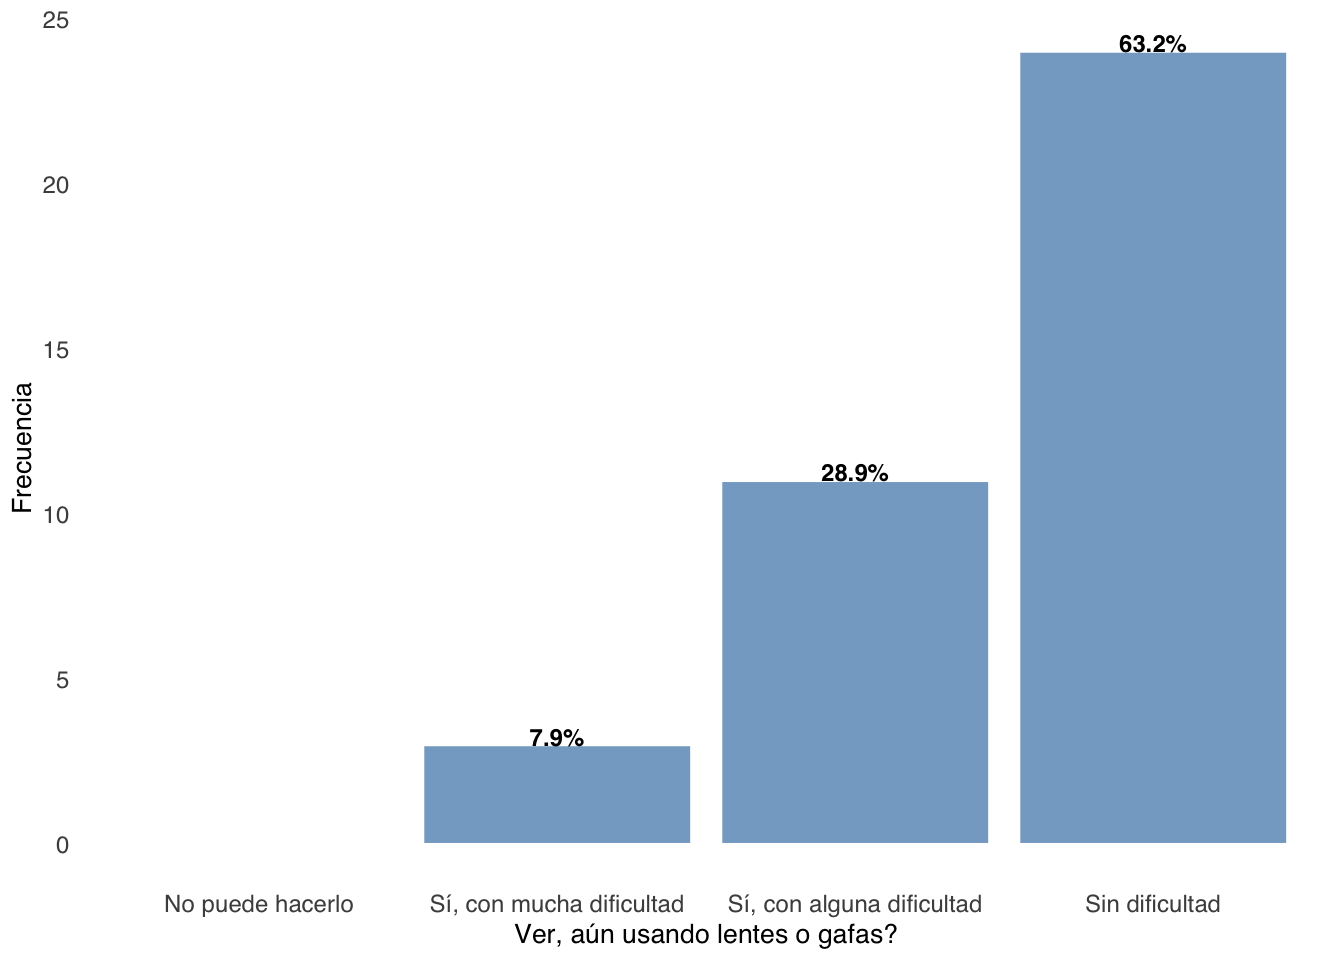 25
63.2%
20
15
Frecuencia
28.9%
10
5
7.9%
0
No puede hacerlo
Sí, con mucha dificultad
Sí, con alguna dificultad
Sin dificultad
Ver, aún usando lentes o gafas?